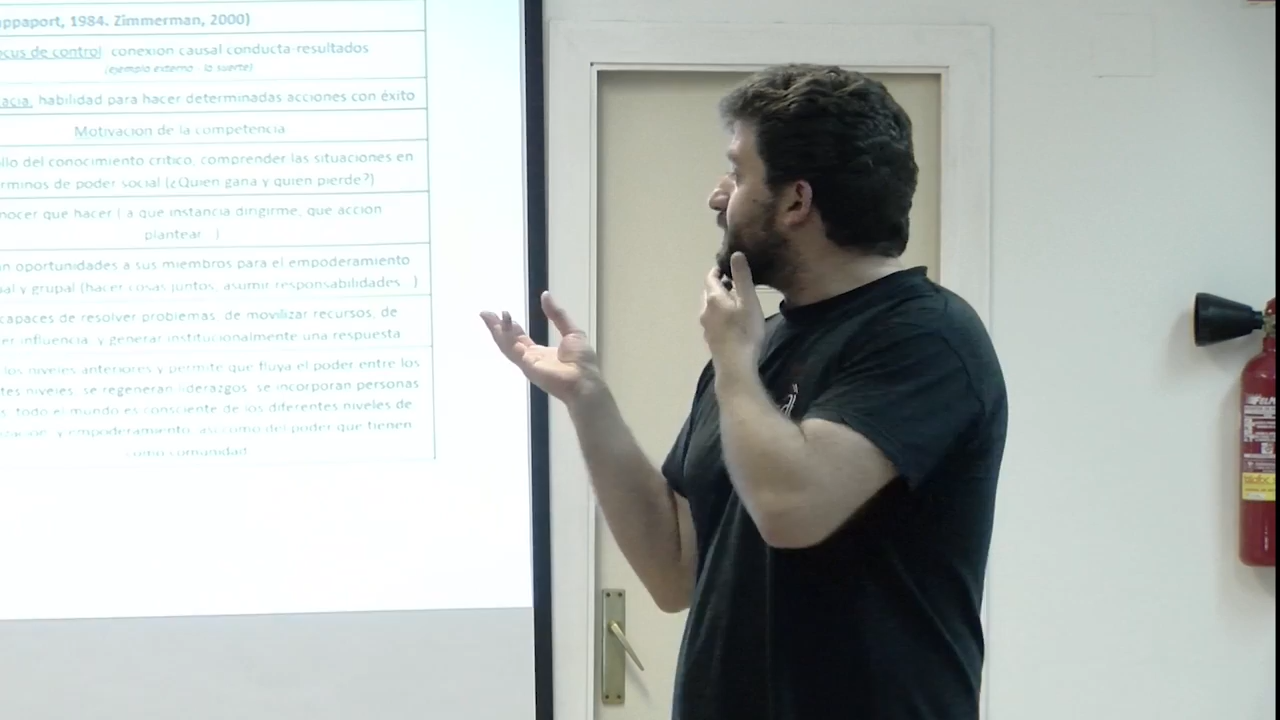 appaport, 1984. Zimmerman, 2000)
ocus de control: conexión causal conducta-resultados
(ejemplo externo - la suerte)
acia: habilidad para hacer determinadas acciones con éxito
Motivación de la competencia
llo del conocimiento crítico, comprender las situaciones en
rminos de poder social (¿Quien gana y quien pierde?)
nocer que hacer ( a que instancia dirigirme, que acción
plantear...)
n oportunidades a sus miembros para el empoderamiento
al y grupal (hacer cosas juntos, asumir responsabilidades...)
capaces de resolver problemas, de movilizar recursos, de
er influencia, y generar institucionalmente una respuesta
los niveles anteriores y permite que fluya el poder entre los
tes niveles, se regeneran liderazgos, se incorporan personas
s, todo el mundo es consciente de los diferentes niveles de
y empoderamiento, así como del poder que tienen
como comunidad